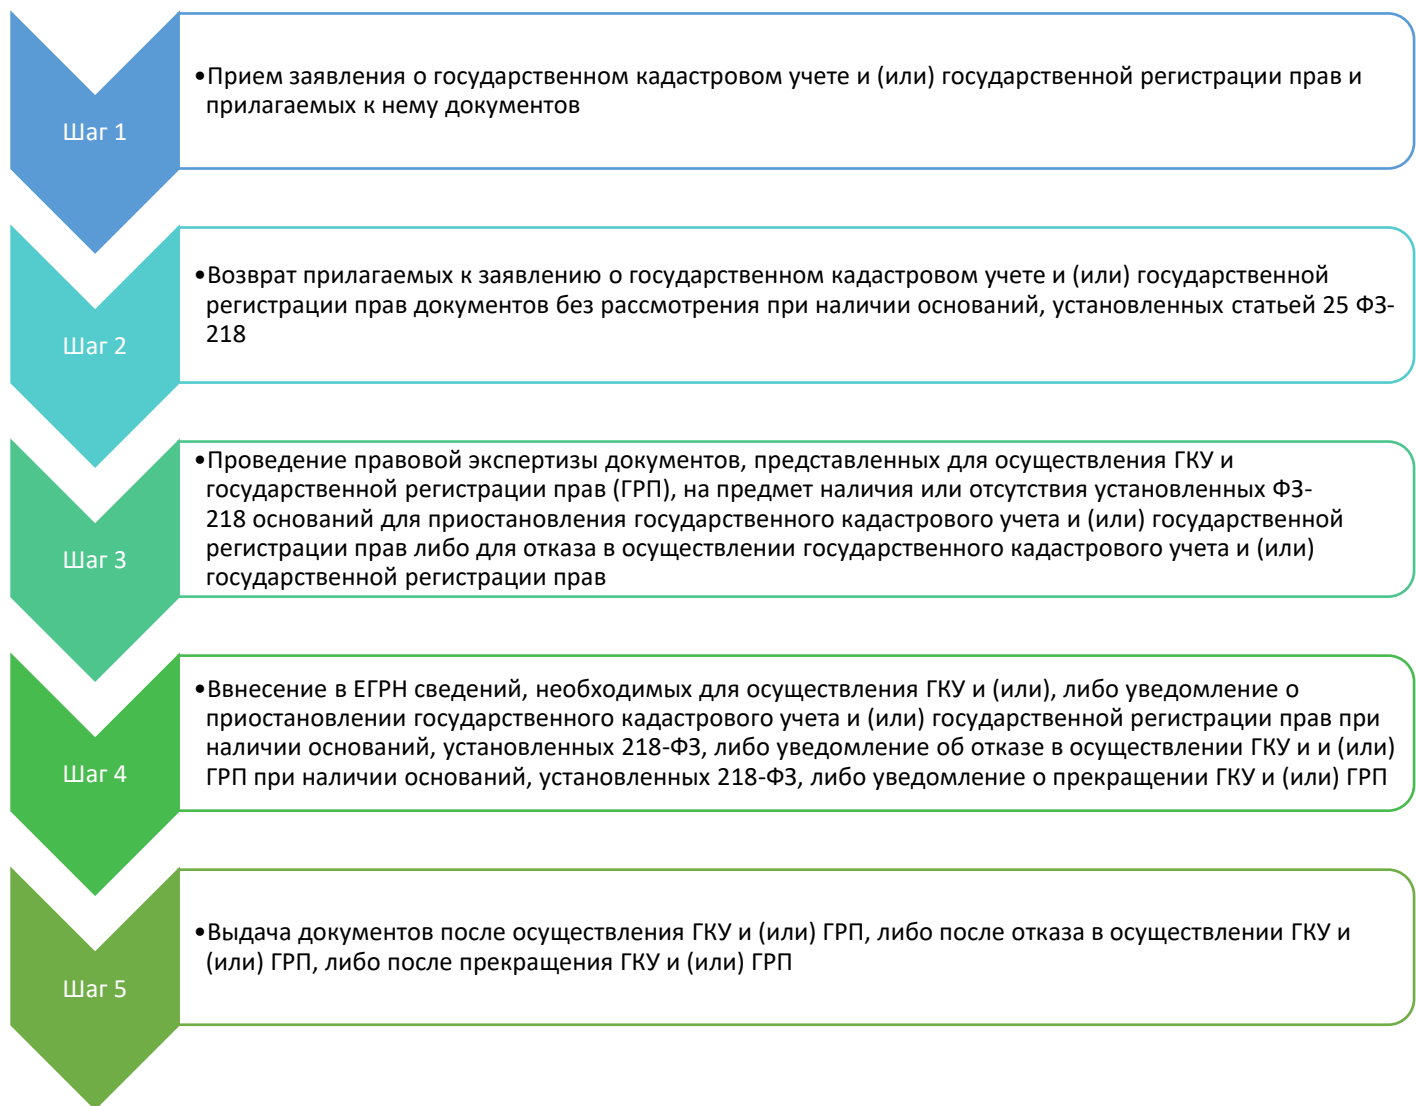 Шаг 1
•Прием заявления о государственном кадастровом учете и (или) государственной регистрации прав и
прилагаемых к нему документов
Шаг 2
•Возврат прилагаемых к заявлению о государственном кадастровом учете и (или) государственной
регистрации прав документов без рассмотрения при наличии оснований, установленных статьей 25 ФЗ-
218
Шаг 3
•Проведение правовой экспертизы документов, представленных для осуществления ГКУ и
государственной регистрации прав (ГРП), на предмет наличия или отсутствия установленных ФЗ-
218 оснований для приостановления государственного кадастрового учета и (или) государственной
регистрации прав либо для отказа в осуществлении государственного кадастрового учета и (или)
государственной регистрации прав
Шаг 4
•Ввнесение в ЕГРН сведений, необходимых для осуществления ГКУ и (или), либо уведомление о
приостановлении государственного кадастрового учета и (или) государственной регистрации прав при
наличии оснований, установленных 218-ФЗ, либо уведомление об отказе в осуществлении ГКУ и и (или)
ГРП при наличии оснований, установленных 218-ФЗ, либо уведомление о прекращении ГКУ и (или) ГРП
Шаг 5
•Выдача документов после осуществления ГКУ и (или) ГРП, либо после отказа в осуществлении ГКУ и
(или) ГРП, либо после прекращения ГКУ и (или) ГРП